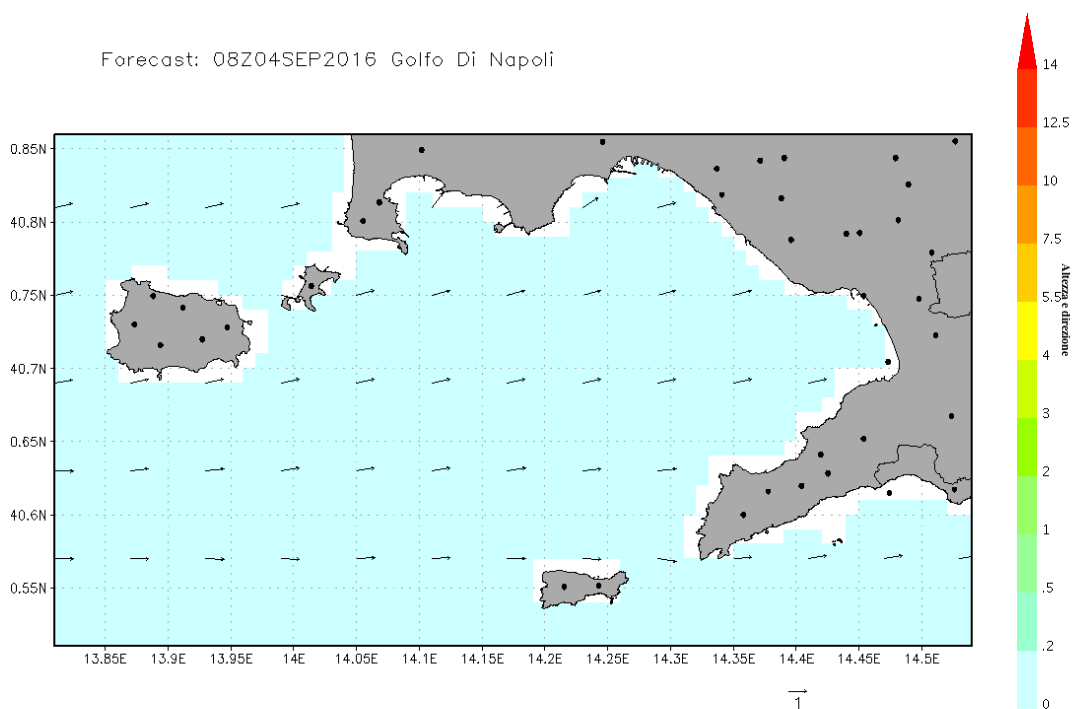 Forecast: 08Z04SEP2016 Golfo Di Napoli
14
12.5
10
7.5
5.5
4
3
2
1
.5
.2
0
Altezza e direzione
0.85N
40.8N
0.75N
40.7N
0.65N
40.6N
0.55N
13.85E 13.9E 13.95E 14E 14.05E 14.1E 14.15E 14.2E 14.25E 14.3E 14.35E 14.4E 14.45E 14.5E
1